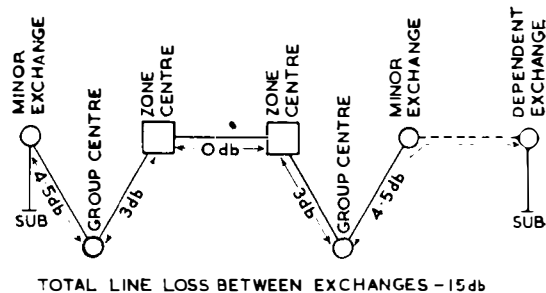 MINOR
EXCHANGE
GROUP CENTRE
ZONE
CENTRE
ZONE
CENTRE
GROUP CENTRE
MINOR
EXCHANGE
DEPENDENT
EXCHANGE
4·5db
3db
0db
3db
4·5db
SUB
SUB
TOTAL LINE LOSS BETWEEN EXCHANGES - 15db